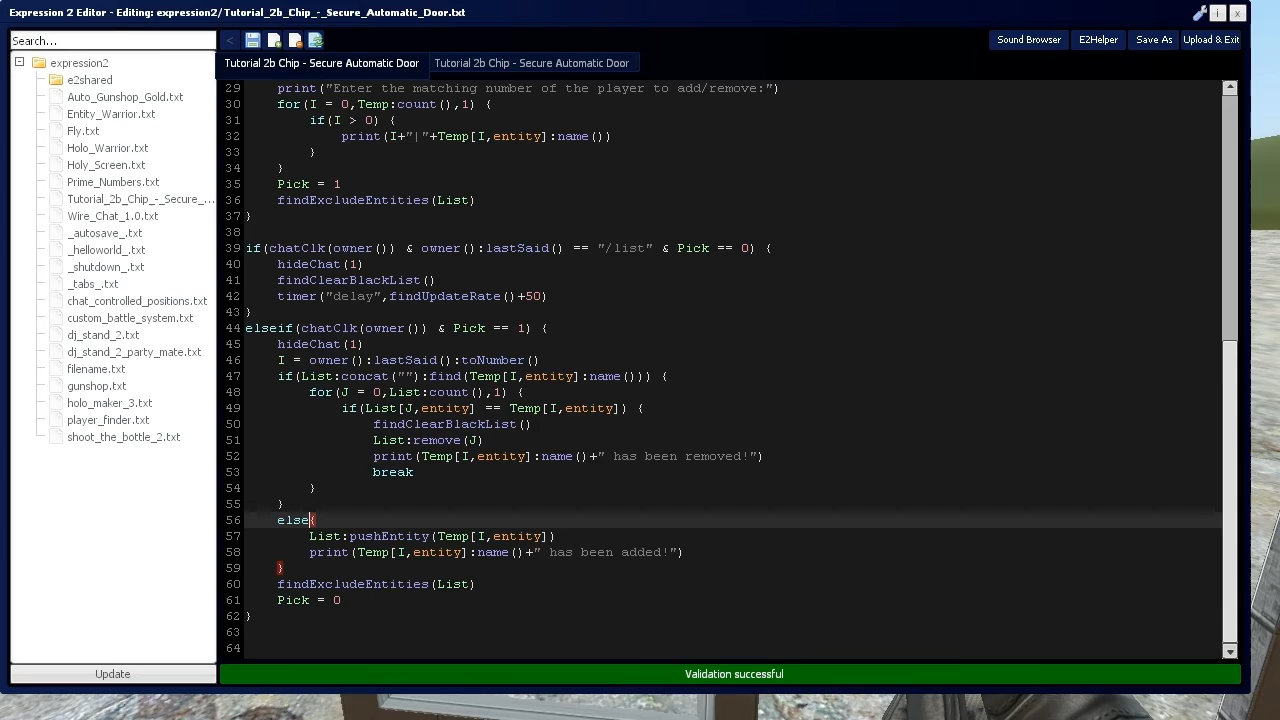 Expression 2 Editor - Editing: expression2/Tutorial_2b_Chip_-_Secure_Automatic_Door.txt
i x
Search...
< Sound Browser E2Helper Save As Upload & Exit
Tutorial 2b Chip - Secure Automatic Door Tutorial 2b Chip - Secure Automatic Door
expression2
e2shared
Auto_Gunshop_Gold.txt
Entity_Warrior.txt
Fly.txt
Holo_Warrior.txt
Holy_Screen.txt
Prime_Numbers.txt
Tutorial_2b_Chip_-_Secure_...
Wire_Chat_1.0.txt
_autosave_.txt
_helloworld_.txt
_shutdown_.txt
_tabs_.txt
chat_controlled_positions.txt
custom_battle_system.txt
dj_stand_2.txt
dj_stand_2_party_mate.txt
filename.txt
gunshop.txt
holo_maker_3.txt
player_finder.txt
shoot_the_bottle_2.txt
Update
29 print("Enter the matching number of the player to add/remove:")
30 for(I = 0,Temp:count(),1) {
31 if(I > 0) {
32 print(I+"|"+Temp[I,entity]:name())
33 }
34 }
35 Pick = 1
36 findExcludeEntities(List)
37 }
38
39 if(chatClk(owner()) & owner():lastSaid() == "/list" & Pick == 0) {
40 hideChat(1)
41 findClearBlackList()
42 timer("delay",findUpdateRate()+50)
43 }
44 elseif(chatClk(owner()) & Pick == 1) {
45 hideChat(1)
46 I = owner():lastSaid():toNumber()
47 if(List:concat(""):find(Temp[I,entity]:name())) {
48 for(J = 0,List:count(),1) {
49 if(List[J,entity] == Temp[I,entity]) {
50 findClearBlackList()
51 List:remove(J)
52 print(Temp[I,entity]:name()+" has been removed!")
53 break
54 }
55 }
56 else{
57 List:pushEntity(Temp[I,entity])
58 print(Temp[I,entity]:name()+" has been added!")
59 }
60 findExcludeEntities(List)
61 Pick = 0
62 }
63
64
Validation successful